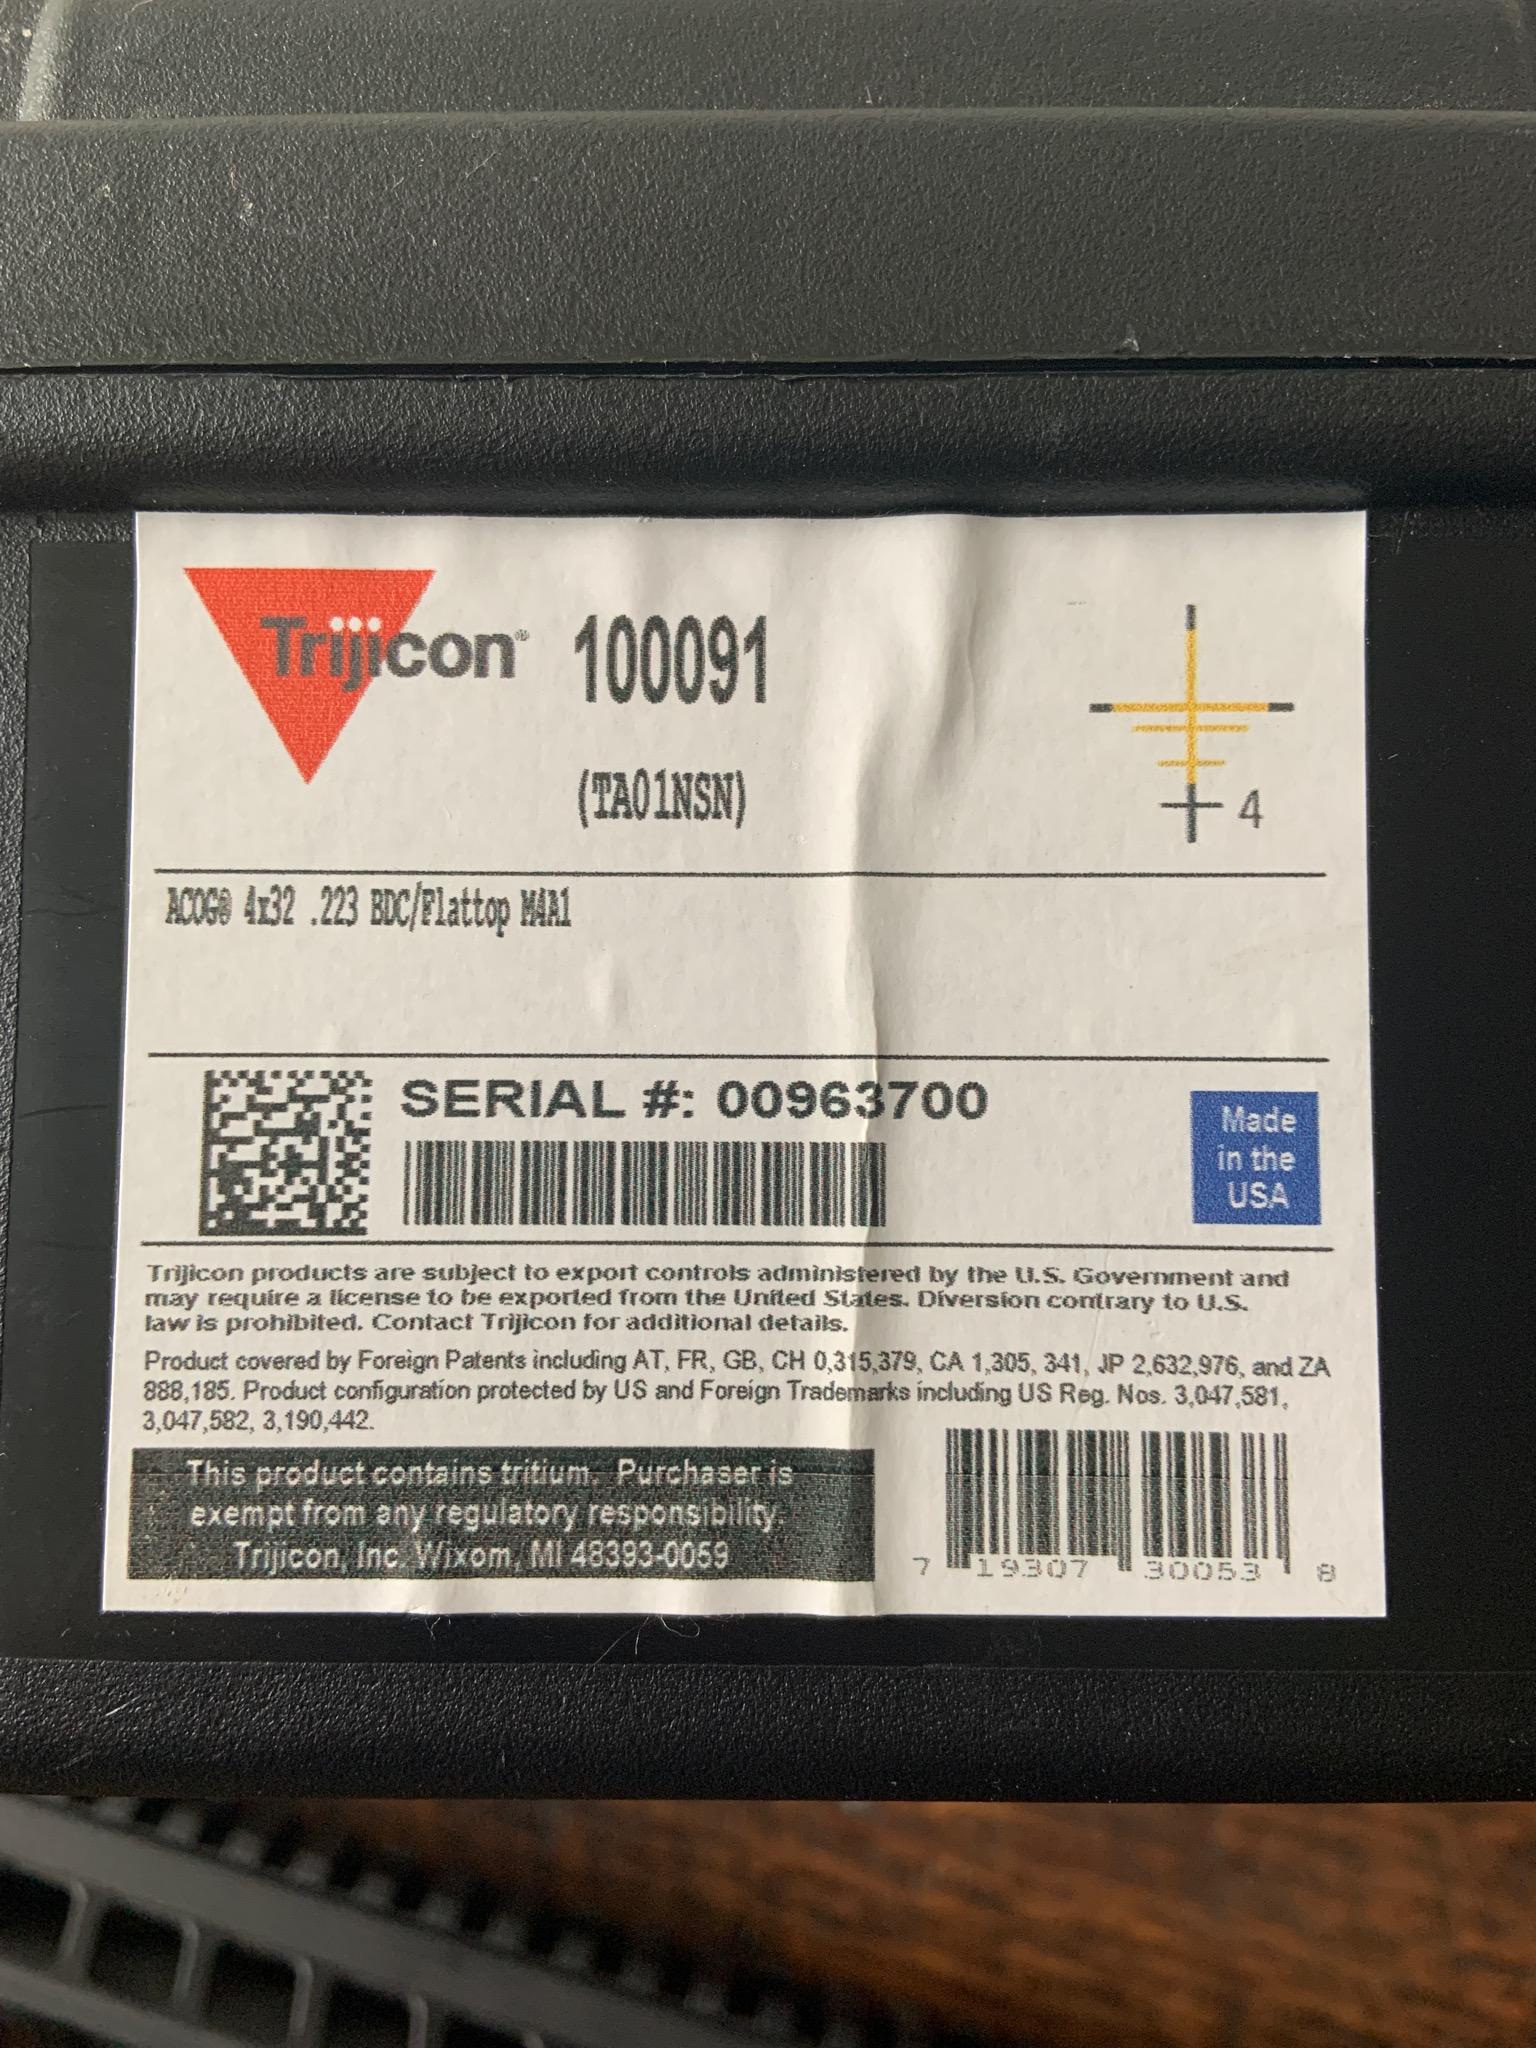 Trijicon®
100091
(TA01NSN)
4
ACOG® 4x32 .223 BDC/Flattop M4A1
SERIAL #: 00963700
Made
in the
USA
Trijicon products are subject to export controls administered by the U.S. Government and
may require a license to be exported from the United States. Diversion contrary to U.S.
law is prohibited. Contact Trijicon for additional details.
Product covered by Foreign Patents including AT, FR, GB, CH 0,315,379, CA 1,305, 341, JP 2,632,976, and ZA
888,185. Product configuration protected by US and Foreign Trademarks including US Reg. Nos. 3,047,581,
3,047,582, 3,190,442.
This product contains tritium. Purchaser is
exempt from any regulatory responsibility.
Trijicon, Inc. Wixom, MI 48393-0059
7 19307 30053 8